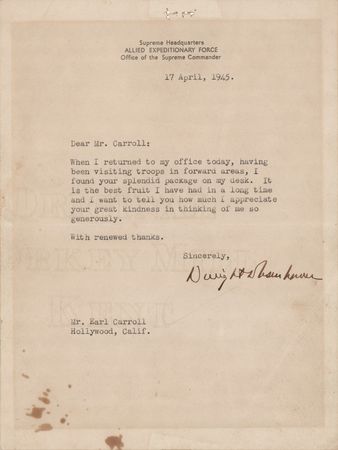 Supreme Headquarters
ALLIED EXPEDITIONARY FORCE
Office of the Supreme Commander
17 April, 1945.
Dear Mr. Carroll:
When I returned to my office today, having
been visiting troops in forward areas, I
found your splendid package on my desk. It
is the best fruit I have had in a long time
and I want to tell you how much I appreciate
your great kindness in thinking of me so
generously.
With renewed thanks.
Sincerely,
Dwight D Eisenhower
Mr. Earl Carroll
Hollywood, Calif.